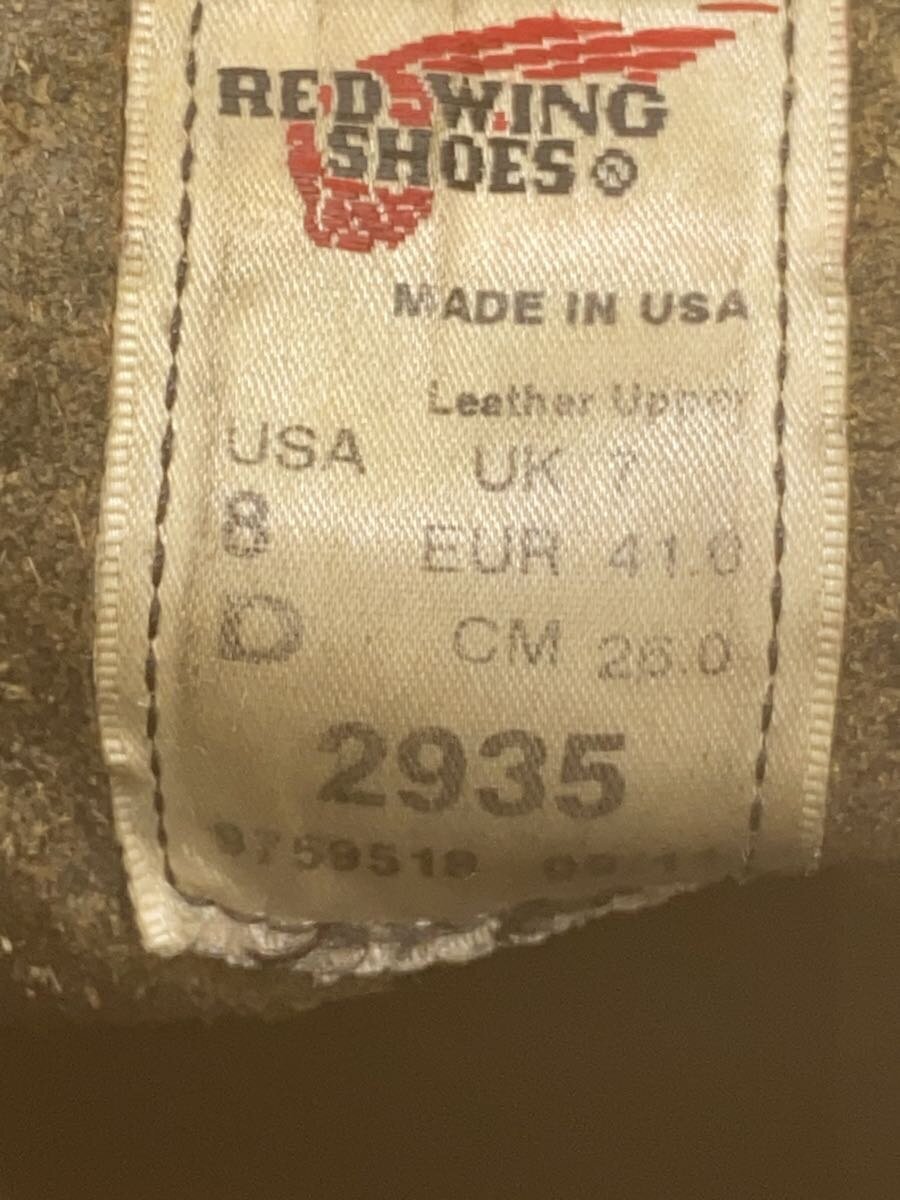 RED WING
SHOES ®
MADE IN USA
Leather Upper
USA
UK 7
8
EUR 41.0
D
CM 26.0
2935